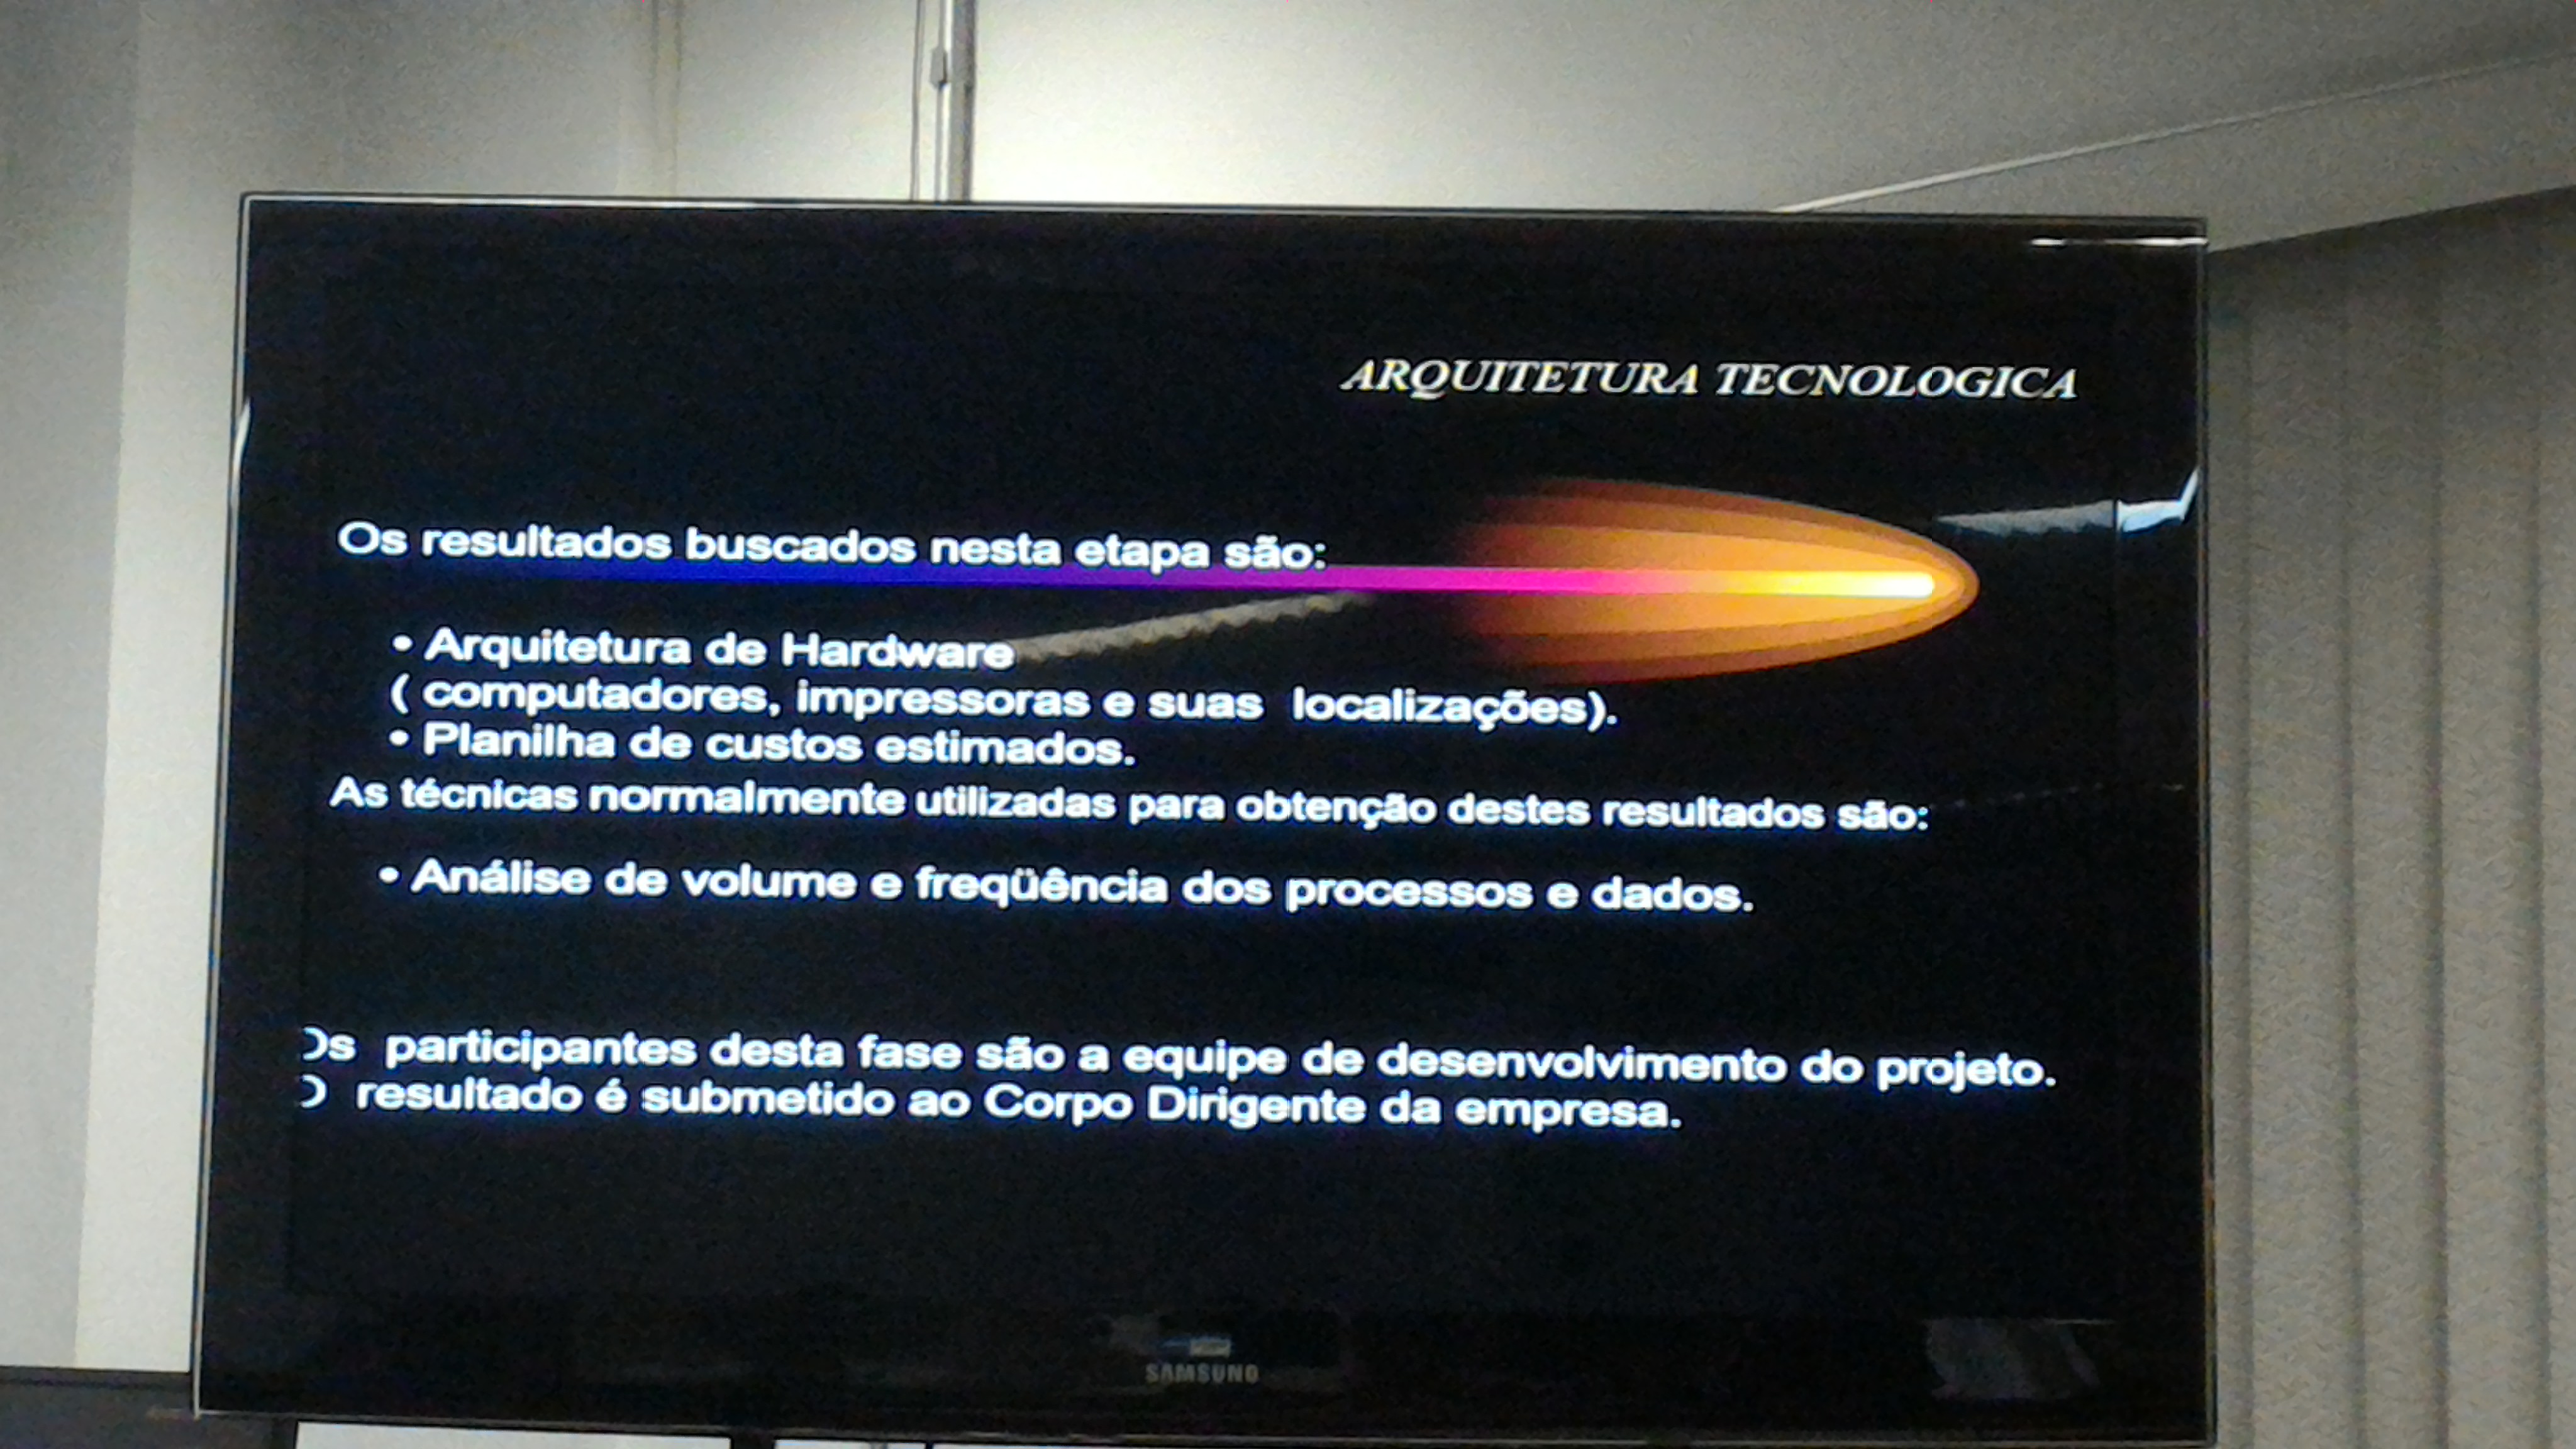 ARQUITETURA TECNOLOGICA
Os resultados buscados nesta etapa são:
• Arquitetura de Hardware
( computadores, impressoras e suas localizações).
• Planilha de custos estimados.
As técnicas normalmente utilizadas para obtenção destes resultados são:
• Análise de volume e freqüência dos processos e dados.
Os participantes desta fase são a equipe de desenvolvimento do projeto.
O resultado é submetido ao Corpo Dirigente da empresa.
SAMSUNG